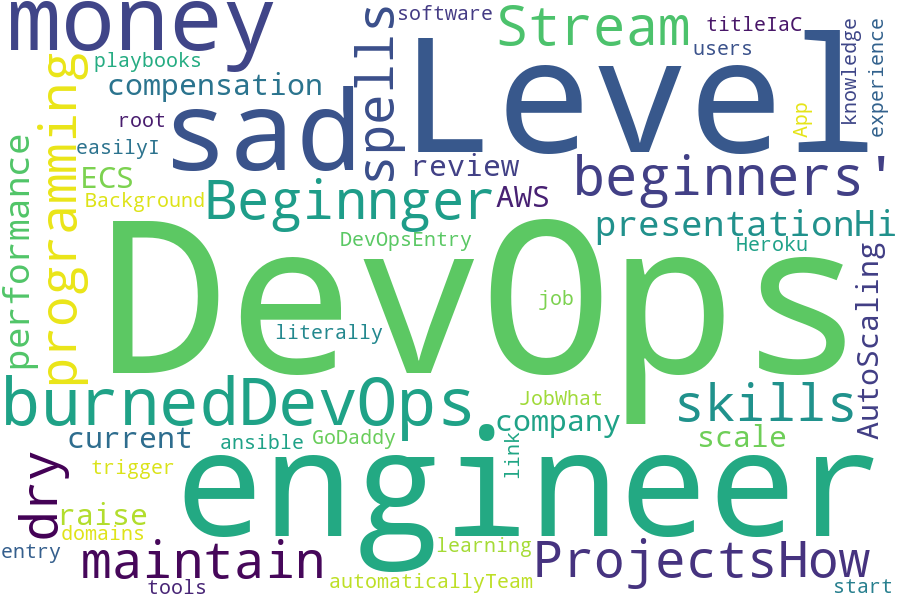 money
software
Stream
titleIaC
users
playbooks
compensation
spells
Level
App
knowledge
experience
root
sad
easilyI
programming
performance
ECS
Background
Beginnger
review
AWS
beginners'
presentationHi
DevOpsEntry
Heroku
DevOps
job
literally
AutoScaling
burnedDevOps
JobWhat
skills
company
current
ansible
GoDaddy
link
scale
engineer
trigger
dry
raise
domains
entry
maintain
learning
ProjectsHow
tools
automaticallyTeam
start